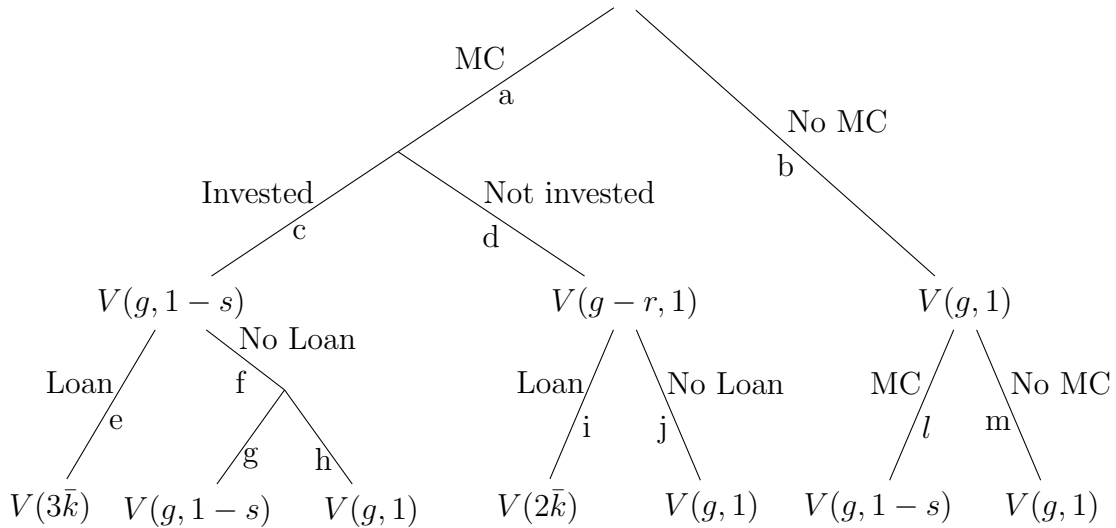 MC
a
No MC
b
Invested
c
Not invested
d
V(g, 1 − s)
V(g − r, 1)
V(g, 1)
Loan
e
No Loan
f
g
h
Loan
i
No Loan
j
MC
l
No MC
m
V(3k̄)
V(g, 1 − s)
V(g, 1)
V(2k̄)
V(g, 1)
V(g, 1 − s)
V(g, 1)